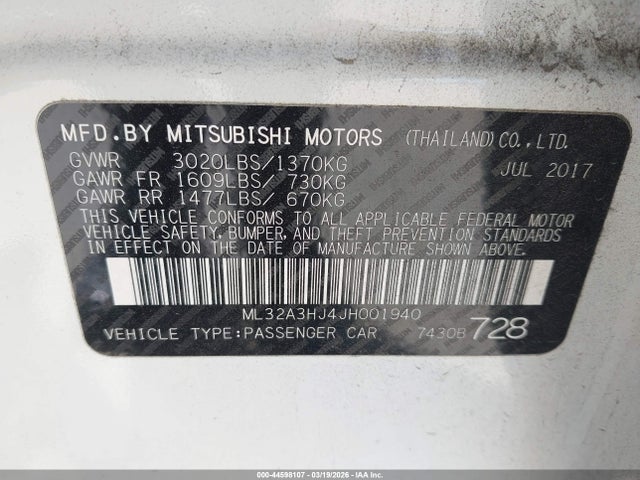 MFD.BY MITSUBISHI MOTORS (THAILAND)CO.,LTD.
GVWR 3020LBS/1370KG JUL 2017
GAWR FR 1609LBS/ 730KG
GAWR RR 1477LBS/ 670KG
THIS VEHICLE CONFORMS TO ALL APPLICABLE FEDERAL MOTOR
VEHICLE SAFETY, BUMPER, AND THEFT PREVENTION STANDARDS
IN EFFECT ON THE DATE OF MANUFACTURE SHOWN ABOVE.
ML32A3HJ4JH001940
VEHICLE TYPE:PASSENGER CAR 7430B 728
000-44598107 - 03/19/2026 - IAAI.COM